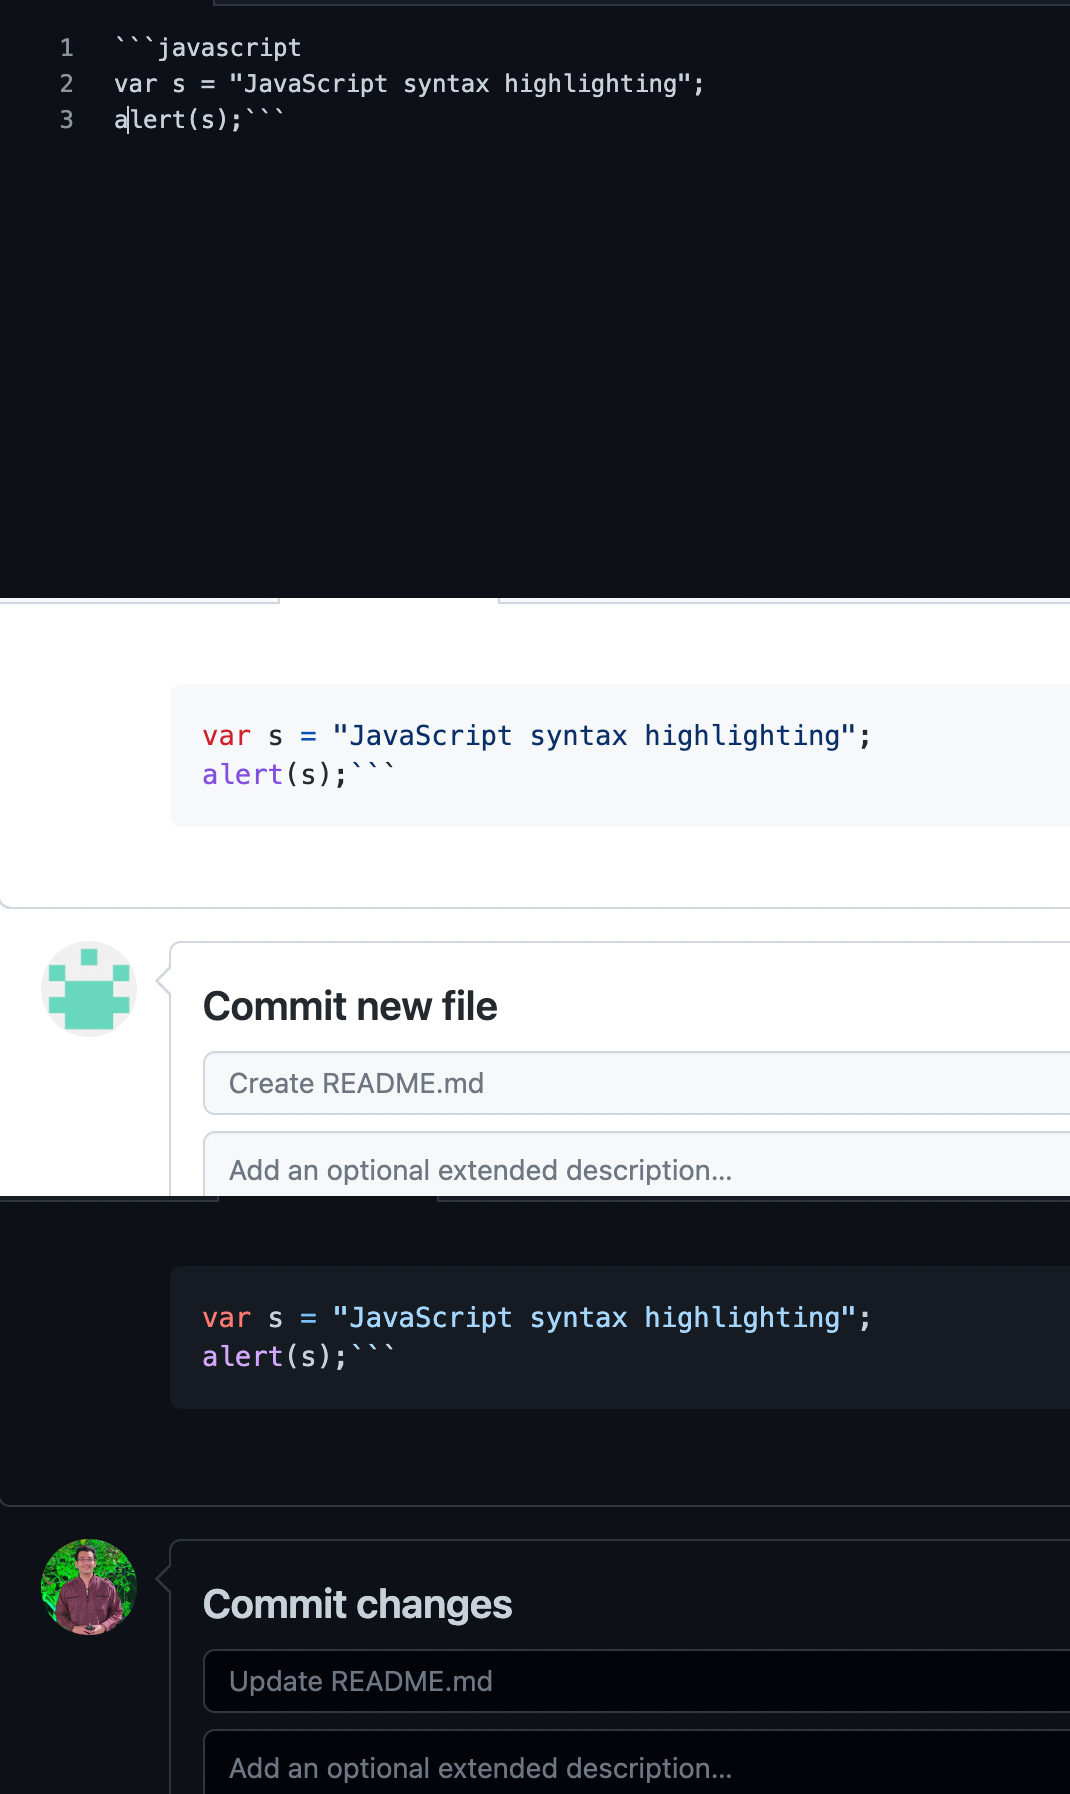 1 ```javascript
2 var s = "JavaScript syntax highlighting";
3 alert(s);```
var s = "JavaScript syntax highlighting";
alert(s);```
Commit new file
Create README.md
Add an optional extended description...
var s = "JavaScript syntax highlighting";
alert(s);```
Commit changes
Update README.md
Add an optional extended description...